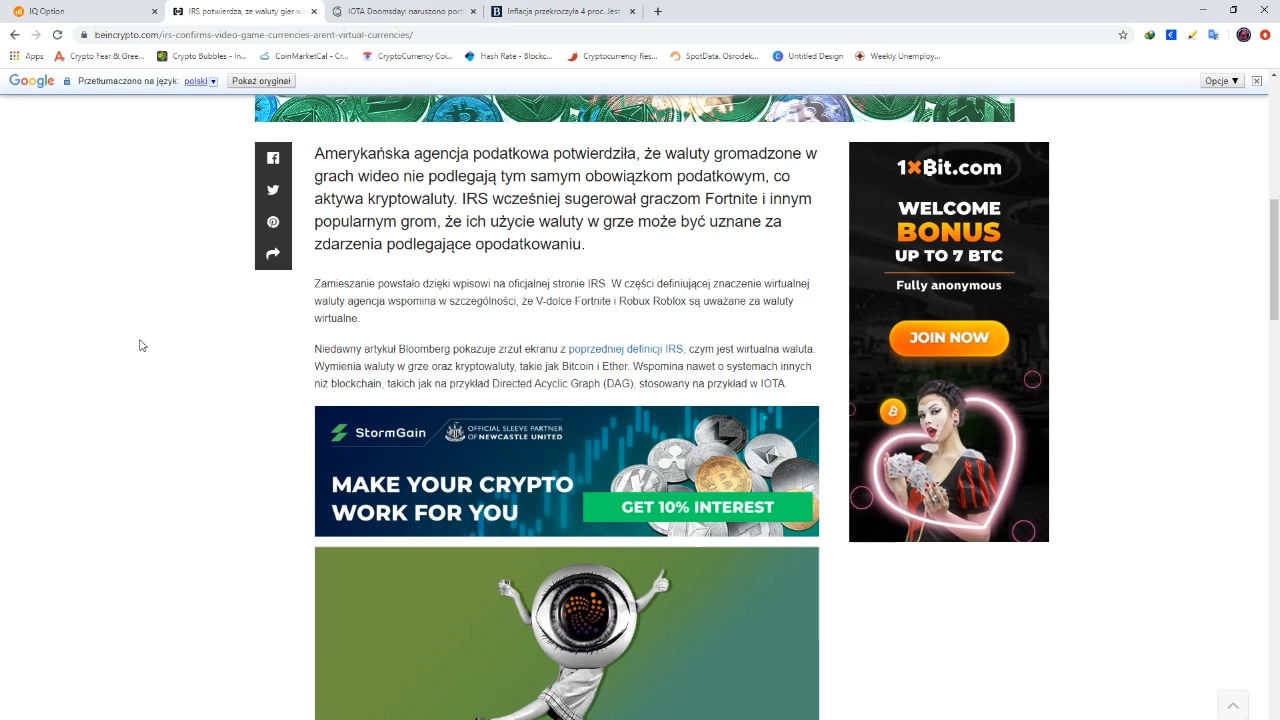 IQ Option
IRS potwierdza, że waluty gier w
IOTA Doomsday: naruszono port
Inflacja przekroczyła 4 proc. Jest
beincrypto.com/irs-confirms-video-game-currencies-arent-virtual-currencies/
Apps
Crypto Fear & Gree...
Crypto Bubbles - In...
CoinMarketCal - Cr...
CryptoCurrency Coi...
Hash Rate - Blockc...
Cryptocurrency Res...
SpotData. Ośrodek...
Untitled Design
Weekly Unemploy...
Google
Przetłumaczono na język: polski
Pokaż oryginał
Opcje ▼
Amerykańska agencja podatkowa potwierdziła, że waluty gromadzone w
grach wideo nie podlegają tym samym obowiązkom podatkowym, co
aktywa kryptowaluty. IRS wcześniej sugerował graczom Fortnite i innym
popularnym grom, że ich użycie waluty w grze może być uznane za
zdarzenia podlegające opodatkowaniu.
Zamieszanie powstało dzięki wpisowi na oficjalnej stronie IRS. W części definiującej znaczenie wirtualnej
waluty agencja wspomina w szczególności, że V-dolce Fortnite i Robux Roblox są uważane za waluty
wirtualne.
Niedawny artykuł Bloomberg pokazuje zrzut ekranu z poprzedniej definicji IRS, czym jest wirtualna waluta.
Wymienia waluty w grze oraz kryptowaluty, takie jak Bitcoin i Ether. Wspomina nawet o systemach innych
niż blockchain, takich jak na przykład Directed Acyclic Graph (DAG), stosowany na przykład w IOTA.
StormGain
OFFICIAL SLEEVE PARTNER
OF NEWCASTLE UNITED
MAKE YOUR CRYPTO
WORK FOR YOU
GET 10% INTEREST
1XBit.com
WELCOME
BONUS
UP TO 7 BTC
Fully anonymous
JOIN NOW